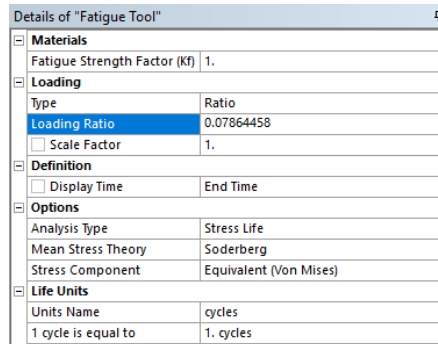 Details of "Fatigue Tool"
Materials
Fatigue Strength Factor (Kf) 1.
Loading
Type Ratio
Loading Ratio 0.07864458
Scale Factor 1.
Definition
Display Time End Time
Options
Analysis Type Stress Life
Mean Stress Theory Soderberg
Stress Component Equivalent (Von Mises)
Life Units
Units Name cycles
1 cycle is equal to 1. cycles